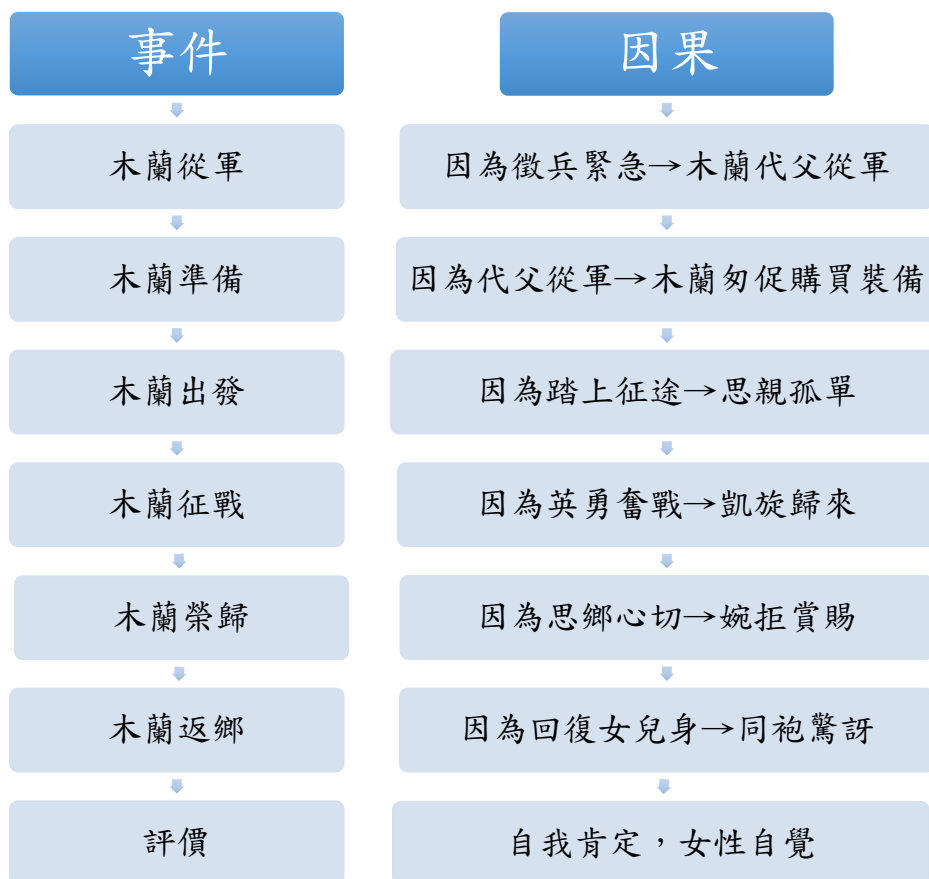 事件
因果
木蘭從軍
因為徵兵緊急→木蘭代父從軍
木蘭準備
因為代父從軍→木蘭匆促購買裝備
木蘭出發
因為踏上征途→思親孤單
木蘭征戰
因為英勇奮戰→凱旋歸來
木蘭榮歸
因為思鄉心切→婉拒賞賜
木蘭返鄉
因為回復女兒身→同袍驚訝
評價
自我肯定，女性自覺